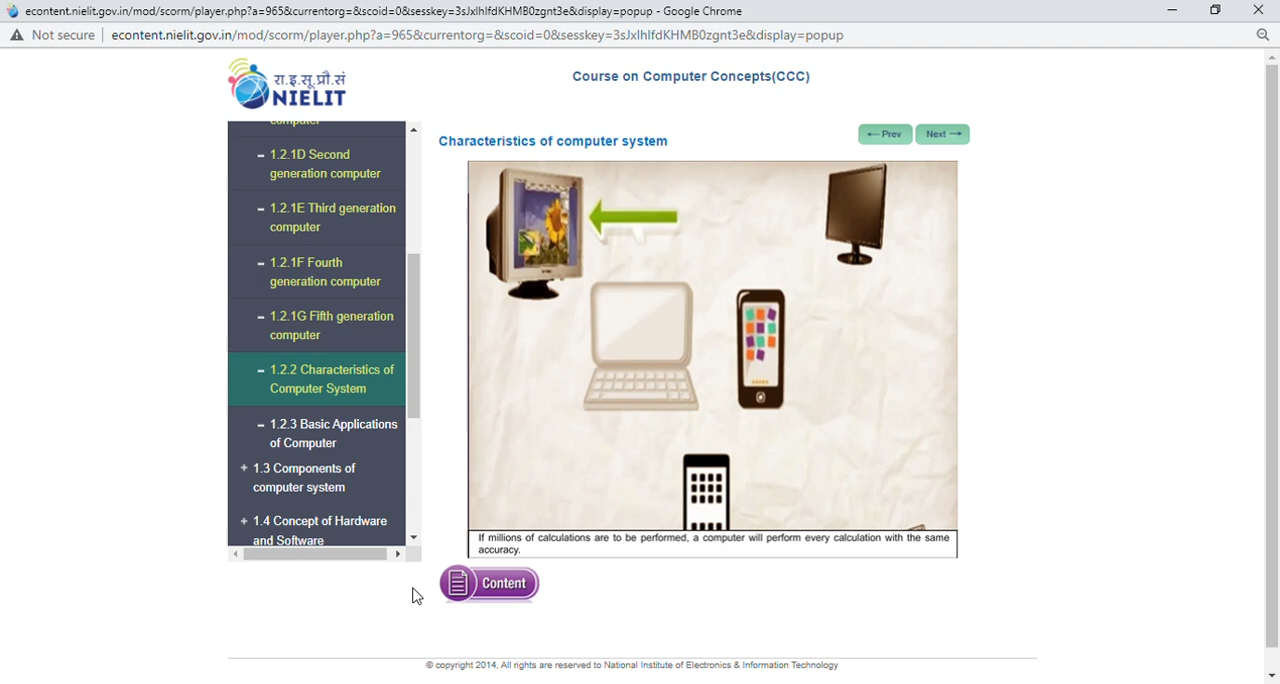 econtent.nielit.gov.in/mod/scorm/player.php?a=965&currentorg=&scoid=0&sesskey=3sJxlhIfdKHMB0zgnt3e&display=popup - Google Chrome
Not secure
econtent.nielit.gov.in/mod/scorm/player.php?a=965&currentorg=&scoid=0&sesskey=3sJxlhIfdKHMB0zgnt3e&display=popup
रा.इ.सू.प्रौ.सं
NIELIT
Course on Computer Concepts(CCC)
computer
1.2.1D Second
generation computer
1.2.1E Third generation
computer
1.2.1F Fourth
generation computer
1.2.1G Fifth generation
computer
1.2.2 Characteristics of
Computer System
1.2.3 Basic Applications
of Computer
+ 1.3 Components of
computer system
+ 1.4 Concept of Hardware
and Software
Characteristics of computer system
← Prev
Next →
If millions of calculations are to be performed, a computer will perform every calculation with the same
accuracy.
Content
© copyright 2014, All rights are reserved to National Institute of Electronics & Information Technology